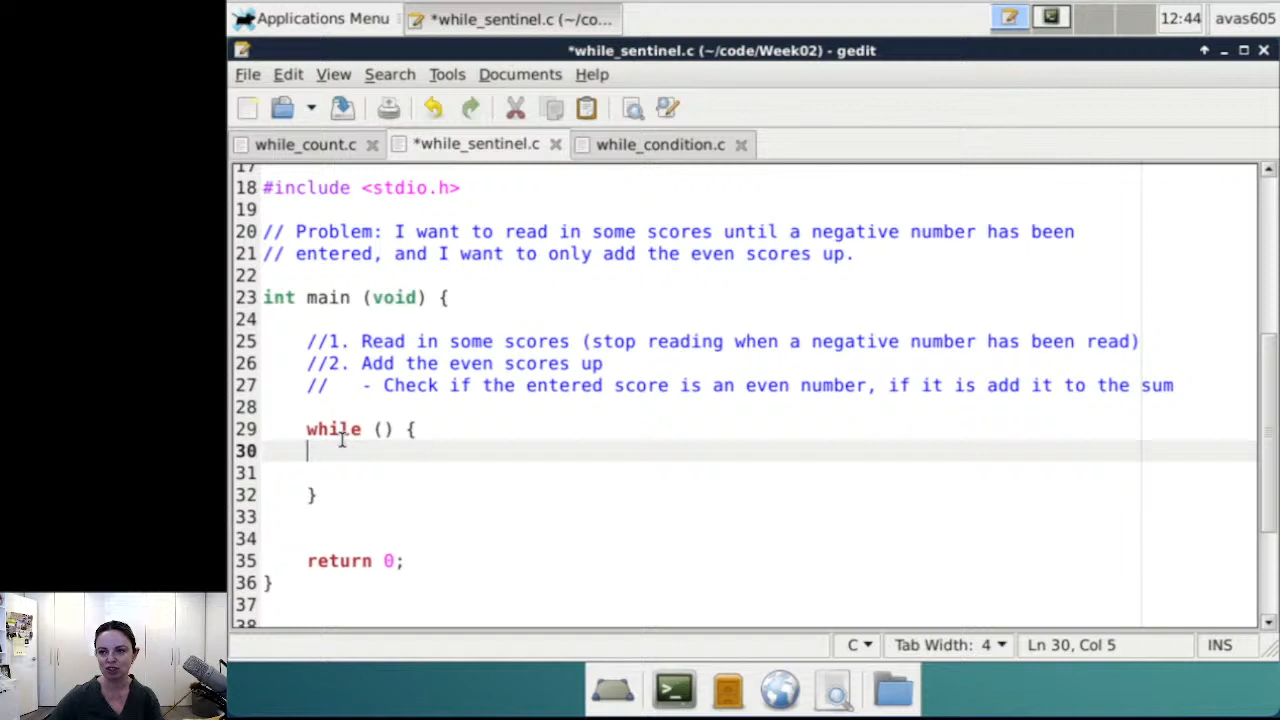 Applications Menu
*while_sentinel.c (~/co...
12:44
avas605
*while_sentinel.c (~/code/Week02) - gedit
File Edit View Search Tools Documents Help
while_count.c
*while_sentinel.c
while_condition.c
17
18 #include <stdio.h>
19
20 // Problem: I want to read in some scores until a negative number has been
21 // entered, and I want to only add the even scores up.
22
23 int main (void) {
24
25 //1. Read in some scores (stop reading when a negative number has been read)
26 //2. Add the even scores up
27 //   - Check if the entered score is an even number, if it is add it to the sum
28
29 while () {
30
31
32 }
33
34
35 return 0;
36 }
37
38
C
Tab Width: 4
Ln 30, Col 5
INS